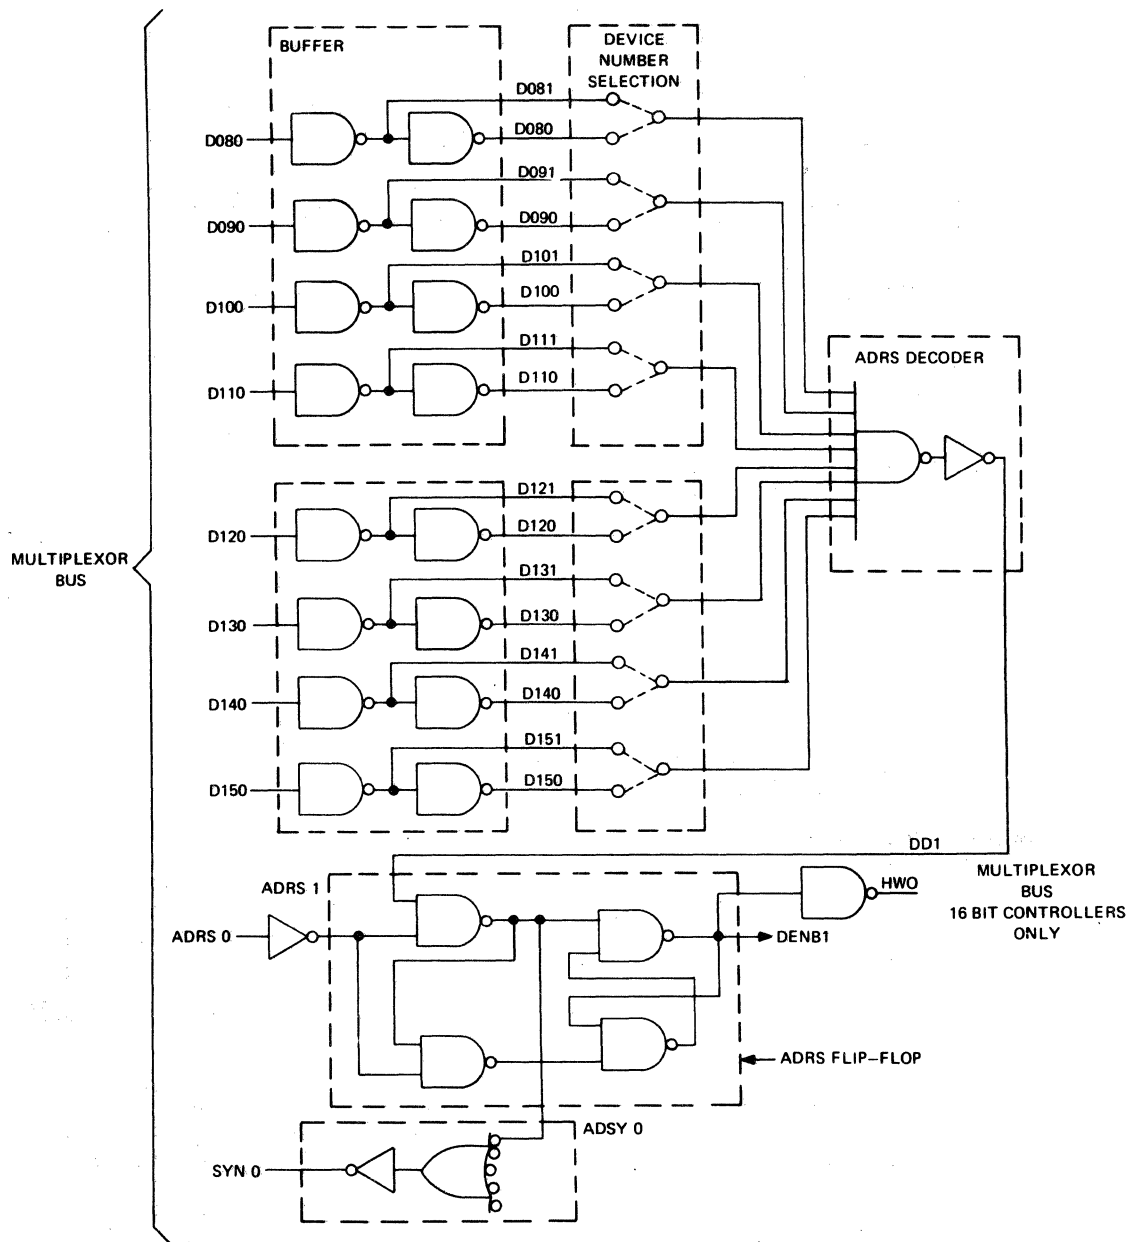 BUFFER
DEVICE
NUMBER
SELECTION
D081
D080
D080
D091
D090
D090
D101
D100
D100
D111
D110
D110
ADRS DECODER
D121
D120
D120
D131
D130
D130
D141
D140
D140
D151
D150
D150
MULTIPLEXOR
BUS
DD1
ADRS 1
ADRS 0
HWO
MULTIPLEXOR
BUS
16 BIT CONTROLLERS
ONLY
DENB1
ADRS FLIP-FLOP
ADSY 0
SYN 0